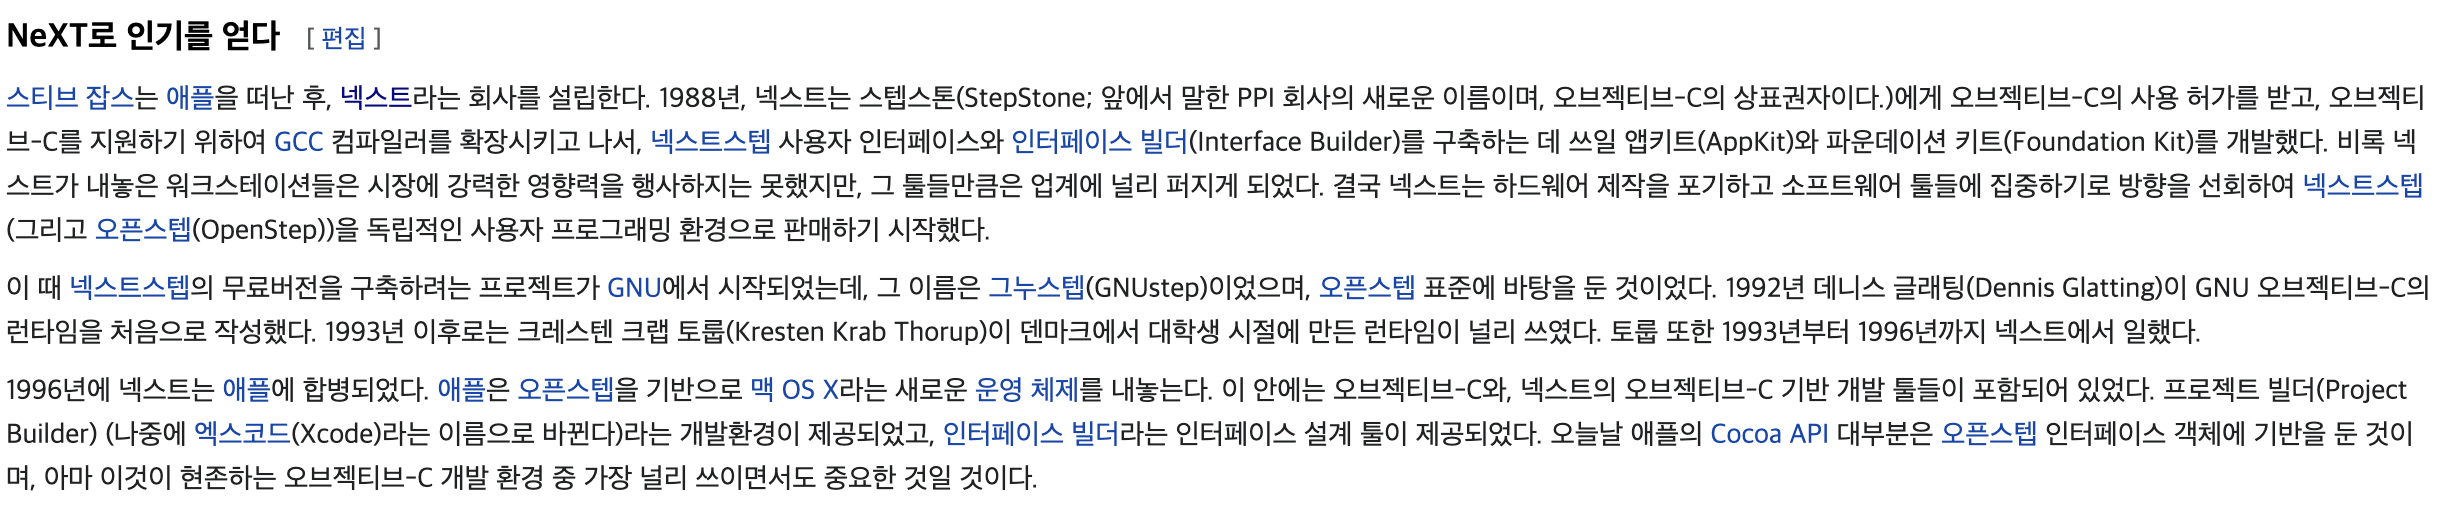 NeXT로 인기를 얻다 [ 편집 ]
스티브 잡스는 애플을 떠난 후, 넥스트라는 회사를 설립한다. 1988년, 넥스트는 스텝스톤(StepStone; 앞에서 말한 PPI 회사의 새로운 이름이며, 오브젝티브-C의 상표권자이다.)에게 오브젝티브-C의 사용 허가를 받고, 오브젝티
브-C를 지원하기 위하여 GCC 컴파일러를 확장시키고 나서, 넥스트스텝 사용자 인터페이스와 인터페이스 빌더(Interface Builder)를 구축하는 데 쓰일 앱키트(AppKit)와 파운데이션 키트(Foundation Kit)를 개발했다. 비록 넥
스트가 내놓은 워크스테이션들은 시장에 강력한 영향력을 행사하지는 못했지만, 그 툴들만큼은 업계에 널리 퍼지게 되었다. 결국 넥스트는 하드웨어 제작을 포기하고 소프트웨어 툴들에 집중하기로 방향을 선회하여 넥스트스텝
(그리고 오픈스텝(OpenStep))을 독립적인 사용자 프로그래밍 환경으로 판매하기 시작했다.
이 때 넥스트스텝의 무료버전을 구축하려는 프로젝트가 GNU에서 시작되었는데, 그 이름은 그누스텝(GNUstep)이었으며, 오픈스텝 표준에 바탕을 둔 것이었다. 1992년 데니스 글래팅(Dennis Glatting)이 GNU 오브젝티브-C의
런타임을 처음으로 작성했다. 1993년 이후로는 크레스텐 크랩 토룹(Kresten Krab Thorup)이 덴마크에서 대학생 시절에 만든 런타임이 널리 쓰였다. 토룹 또한 1993년부터 1996년까지 넥스트에서 일했다.
1996년에 넥스트는 애플에 합병되었다. 애플은 오픈스텝을 기반으로 맥 OS X라는 새로운 운영 체제를 내놓는다. 이 안에는 오브젝티브-C와, 넥스트의 오브젝티브-C 기반 개발 툴들이 포함되어 있었다. 프로젝트 빌더(Project
Builder) (나중에 엑스코드(Xcode)라는 이름으로 바뀐다)라는 개발환경이 제공되었고, 인터페이스 빌더라는 인터페이스 설계 툴이 제공되었다. 오늘날 애플의 Cocoa API 대부분은 오픈스텝 인터페이스 객체에 기반을 둔 것이
며, 아마 이것이 현존하는 오브젝티브-C 개발 환경 중 가장 널리 쓰이면서도 중요한 것일 것이다.